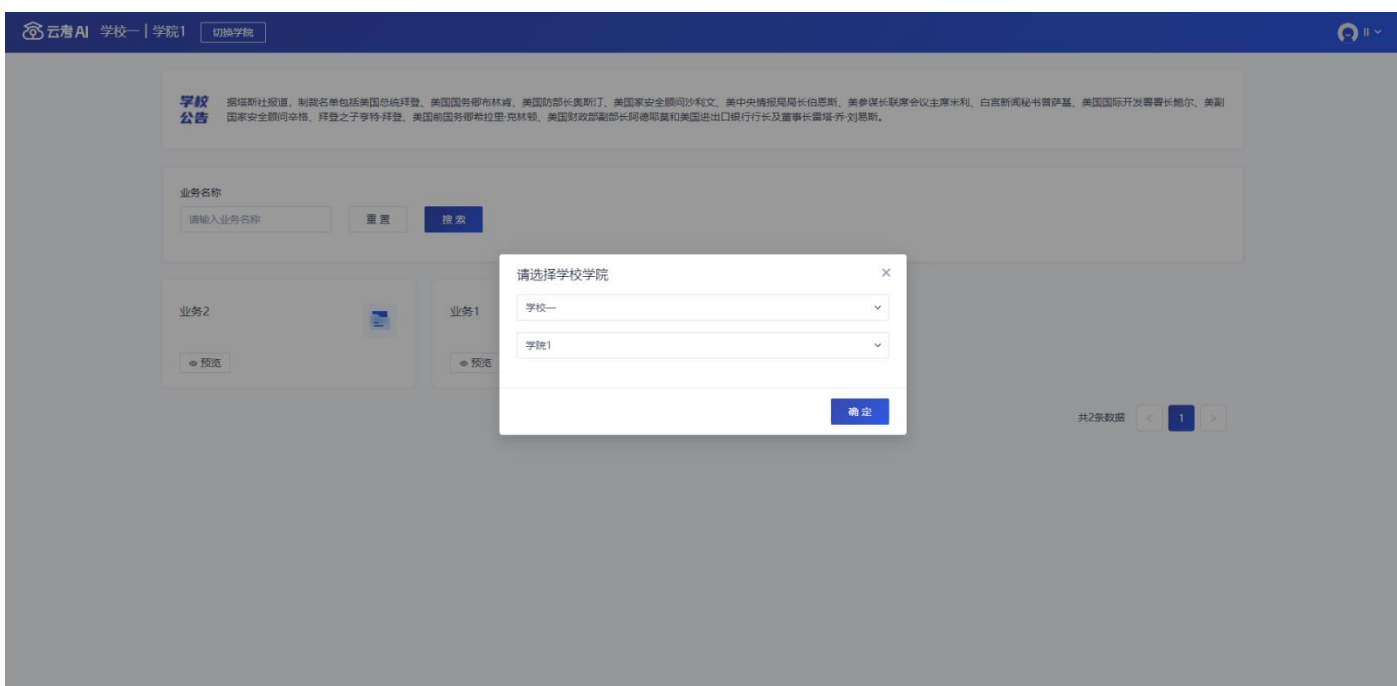 云考AI 学校一 | 学院1 切换学院 II
学校公告
据塔斯社报道,制裁名单包括美国总统拜登、美国国务卿布林肯、美国防部长奥斯汀、美国家安全顾问沙利文、美中央情报局局长伯恩斯、美参谋长联席会议主席米利、白宫新闻秘书普萨基、美国国际开发署署长鲍尔、美副
国家安全顾问辛格、拜登之子亨特·拜登、美国前国务卿希拉里·克林顿、美国财政部副部长阿德耶莫和美国进出口银行行长及董事长雷塔·乔·刘易斯。
业务名称
请输入业务名称 重置 搜索
请选择学校学院
学校一
学院1
确定
业务2 业务1
预览 预览
共2条数据 < 1 >